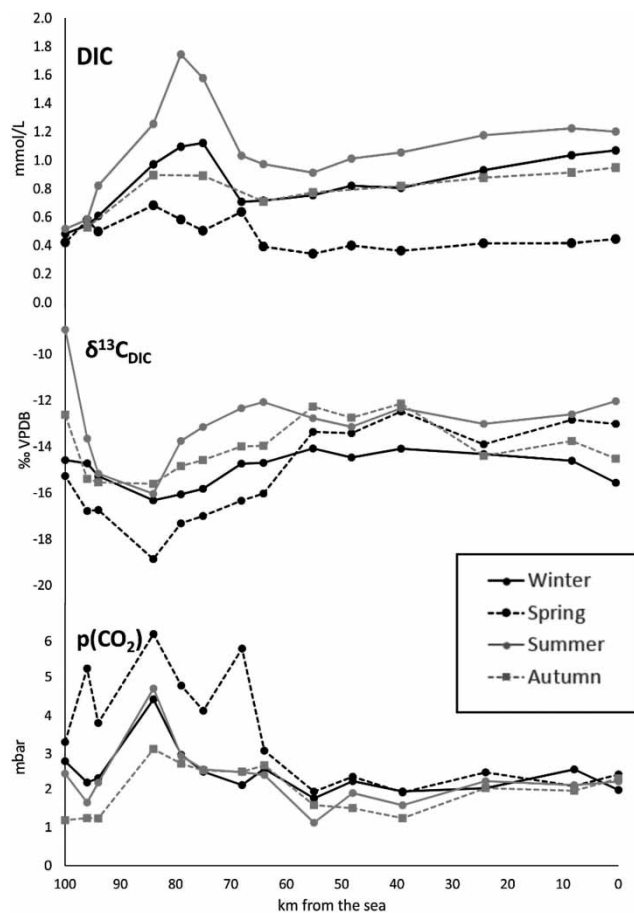 DIC
mmol/L
2.0
1.8
1.6
1.4
1.2
1.0
0.8
0.6
0.4
0.2
0.0
δ13CDIC
‰ VPDB
-10
-12
-14
-16
-18
-20
Winter
Spring
Summer
Autumn
p(CO2)
mbar
6
5
4
3
2
1
0
100 90 80 70 60 50 40 30 20 10 0
km from the sea